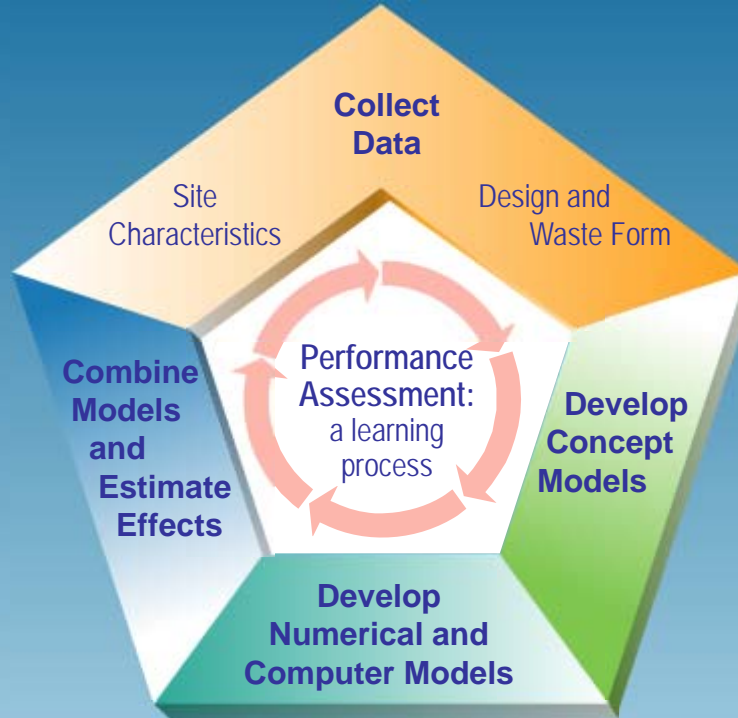 Collect
Data
Site
Characteristics
Design and
Waste Form
Performance
Assessment:
a learning
process
Develop
Concept
Models
Develop
Numerical and
Computer Models
Combine
Models
and
Estimate
Effects